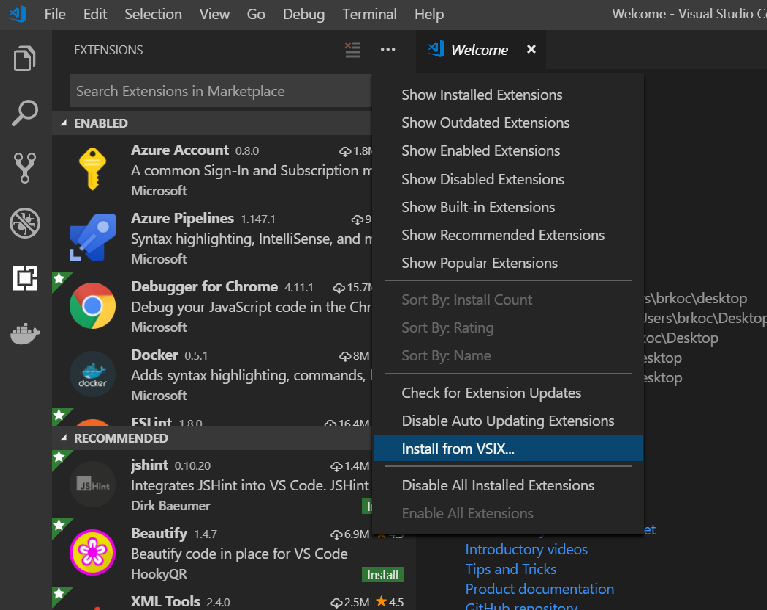 File Edit Selection View Go Debug Terminal Help Welcome - Visual Studio Co
EXTENSIONS
Welcome
Search Extensions in Marketplace
ENABLED
Azure Account 0.8.0 1.8M
A common Sign-In and Subscription m
Microsoft
Azure Pipelines 1.147.1 9
Syntax highlighting, IntelliSense, and m
Microsoft
Debugger for Chrome 4.11.1 15.7M
Debug your JavaScript code in the Chr
Microsoft
docker
Docker 0.5.1 8M
Adds syntax highlighting, commands, h
Microsoft
ESLint 1.8.0 16.4M
RECOMMENDED
JSHint
jshint 0.10.20 1.4M
Integrates JSHint into VS Code. JSHint
Dirk Baeumer In
Beautify 1.4.7 6.9M 4.3
Beautify code in place for VS Code
HookyQR Install
XML Tools 2.4.0 2.5M 4.5
Show Installed Extensions
Show Outdated Extensions
Show Enabled Extensions
Show Disabled Extensions
Show Built-in Extensions
Show Recommended Extensions
Show Popular Extensions
Sort By: Install Count
Sort By: Rating
Sort By: Name
Check for Extension Updates
Disable Auto Updating Extensions
Install from VSIX...
Disable All Installed Extensions
Enable All Extensions
s\brkoc\desktop
Users\brkoc\Desktop
koc\Desktop
esktop
esktop
et
Introductory videos
Tips and Tricks
Product documentation
GitHub repository